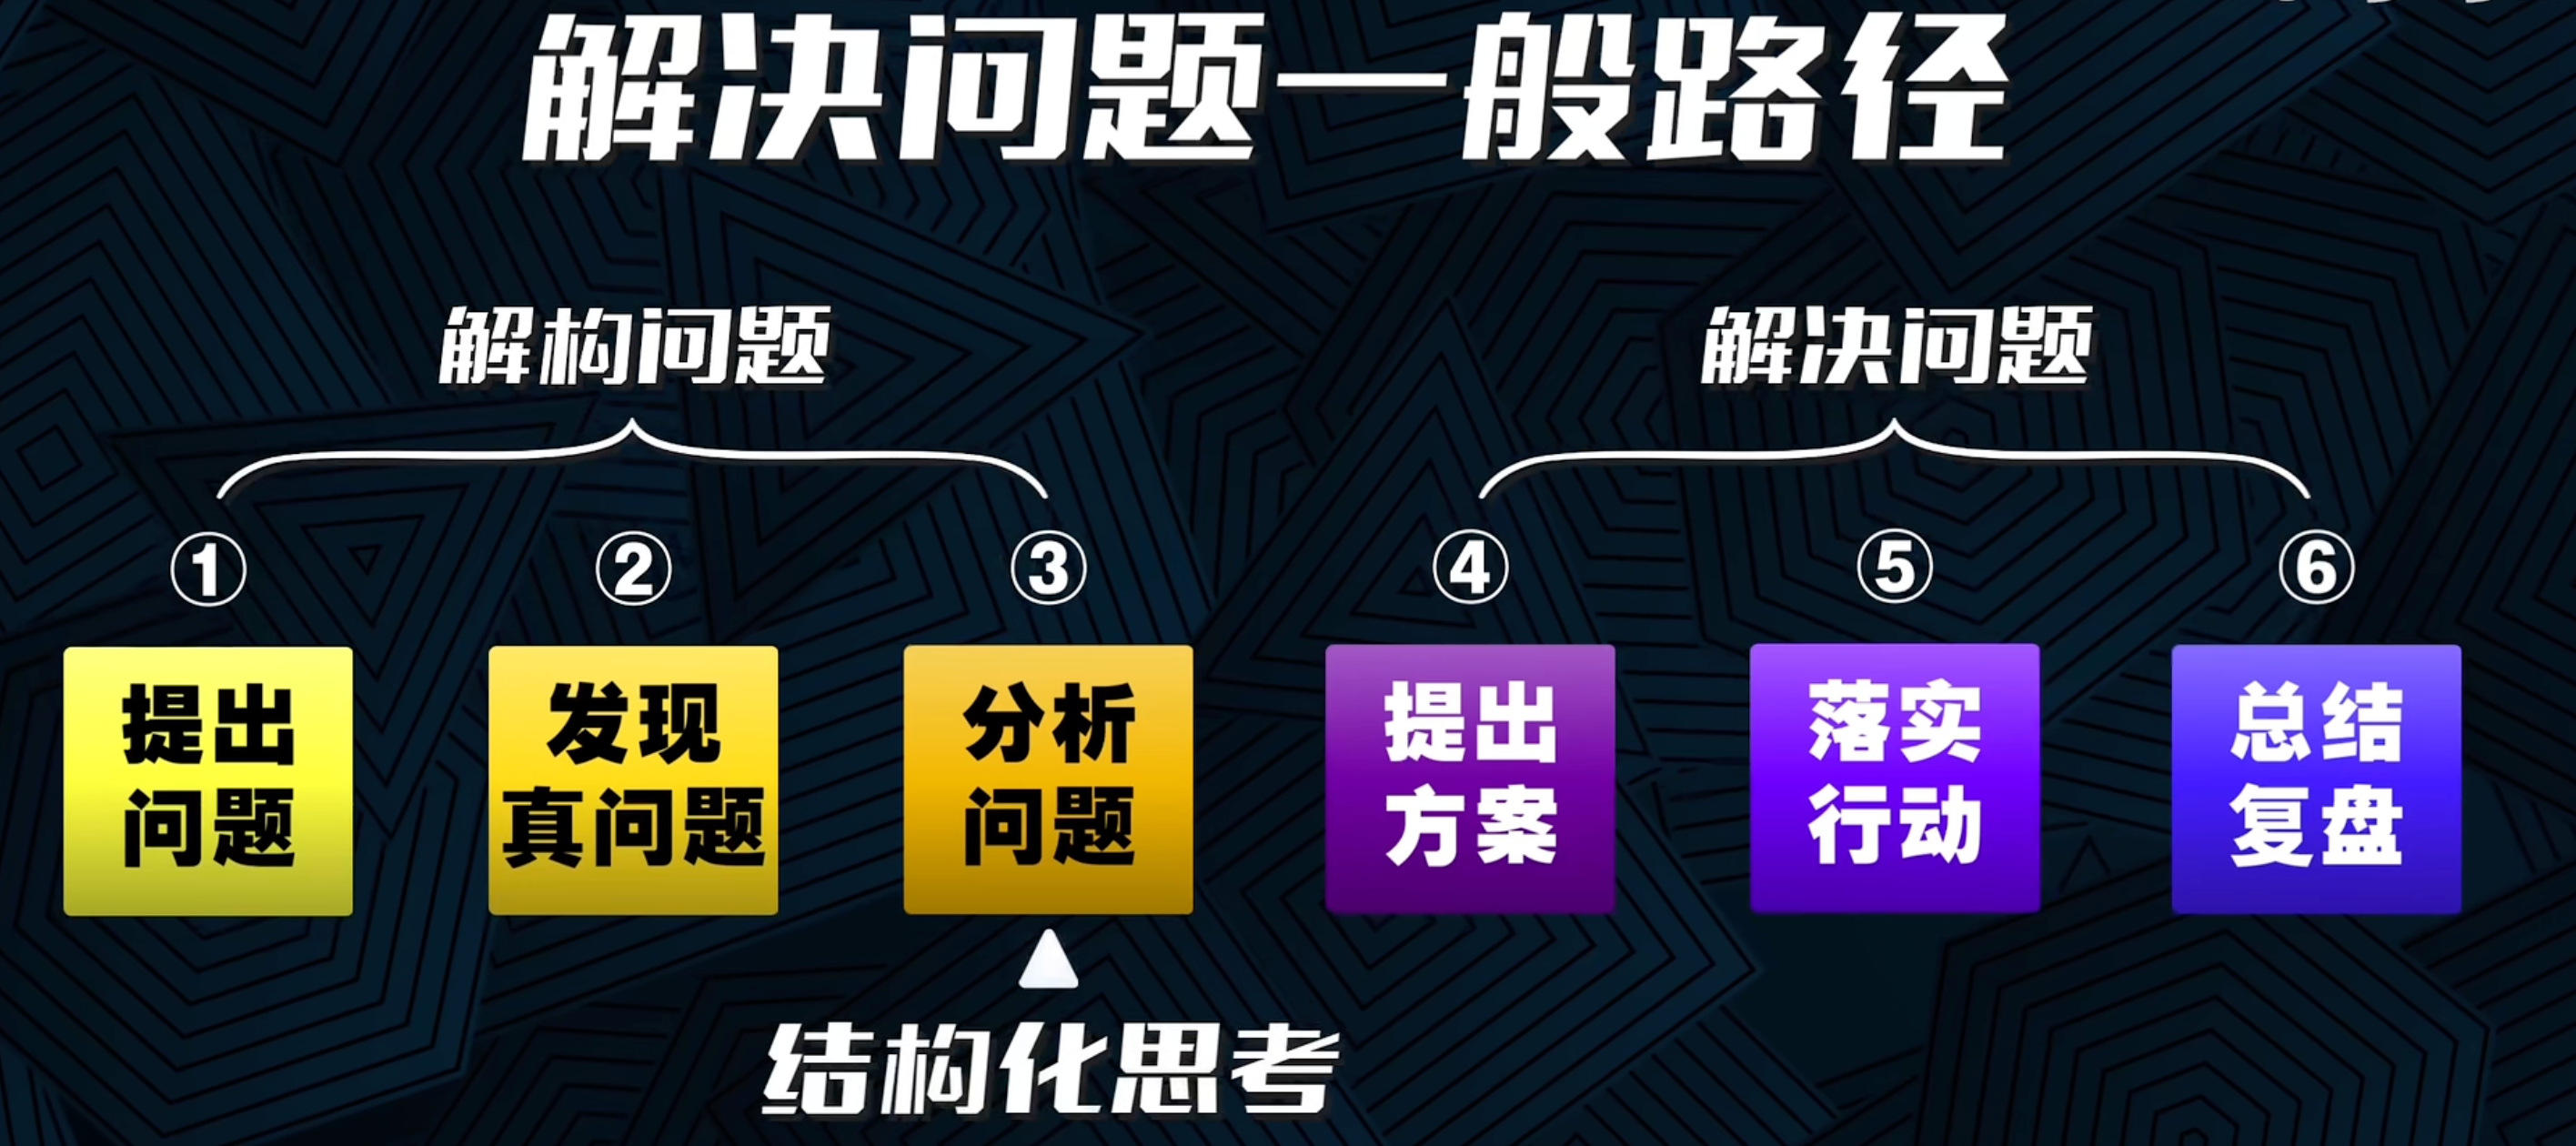 解决问题一般路径
解构问题
解决问题
①
②
③
④
⑤
⑥
提出
问题
发现
真问题
分析
问题
提出
方案
落实
行动
总结
复盘
结构化思考